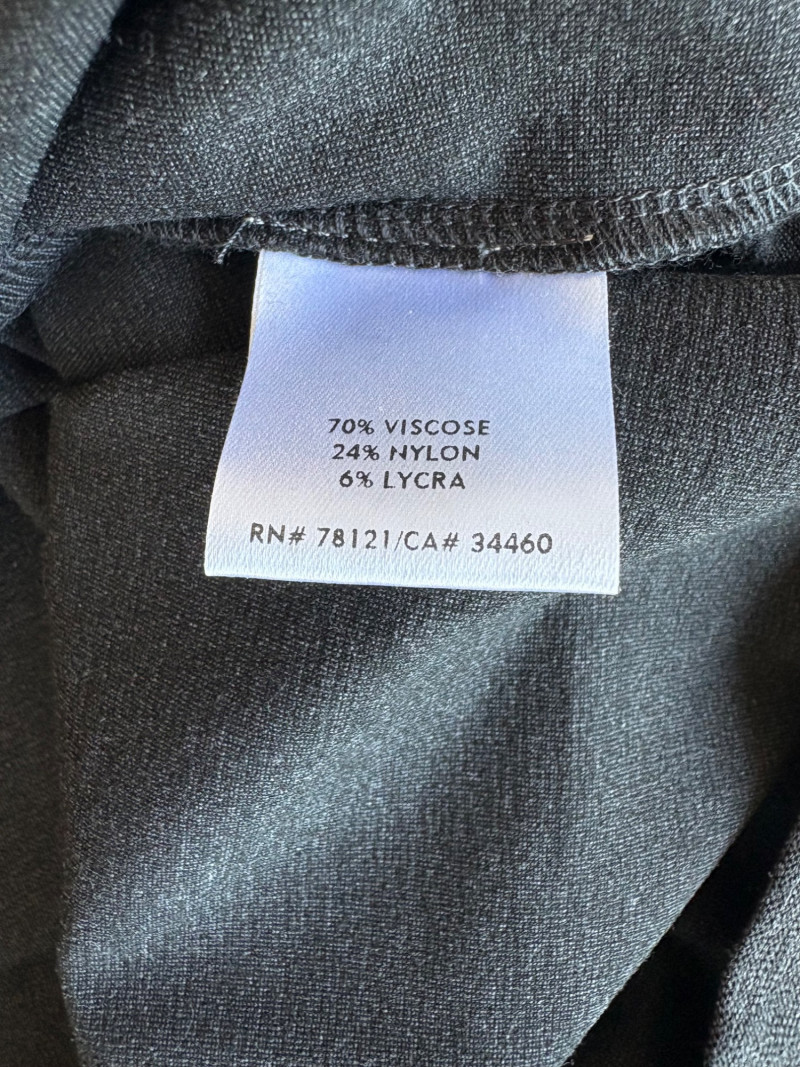 70% VISCOSE
24% NYLON
6% LYCRA
RN# 78121/CA# 34460